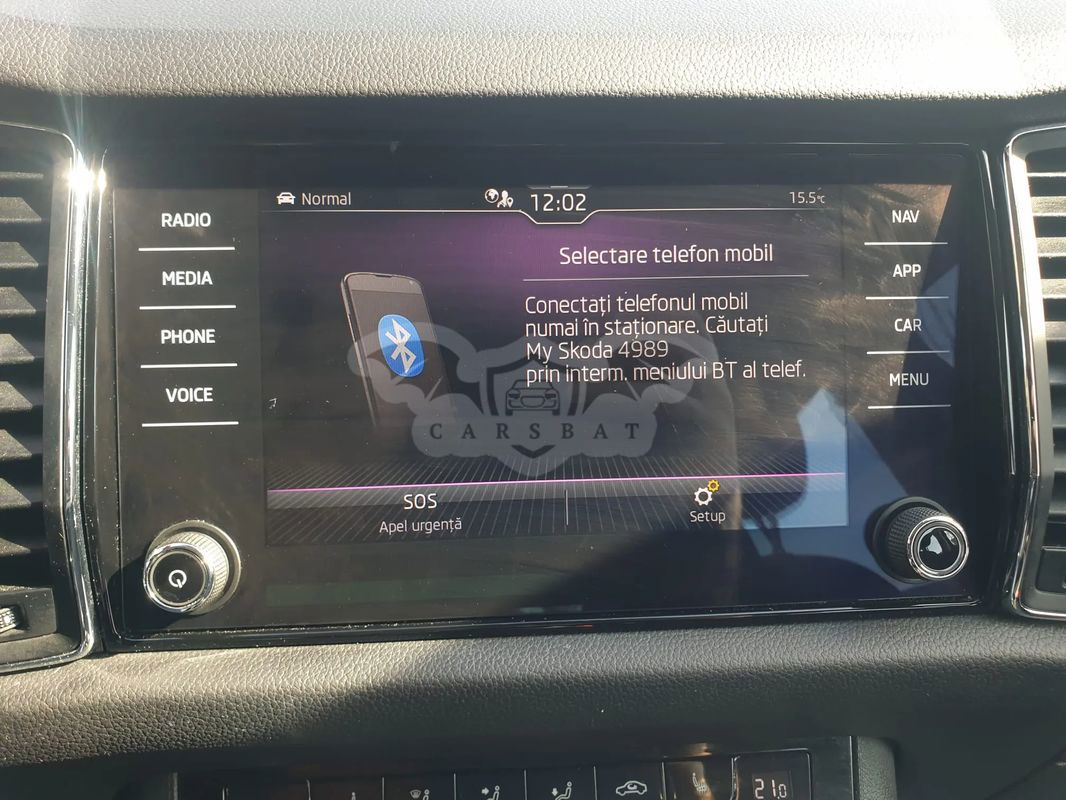 Normal
12:02
15.5°C
RADIO
MEDIA
PHONE
VOICE
Selectare telefon mobil
Conectați telefonul mobil
numai în staționare. Căutați
My Skoda 4989
prin interm. meniului BT al telef.
CARSBAT
SOS
Apel urgență
Setup
NAV
APP
CAR
MENU
21.0